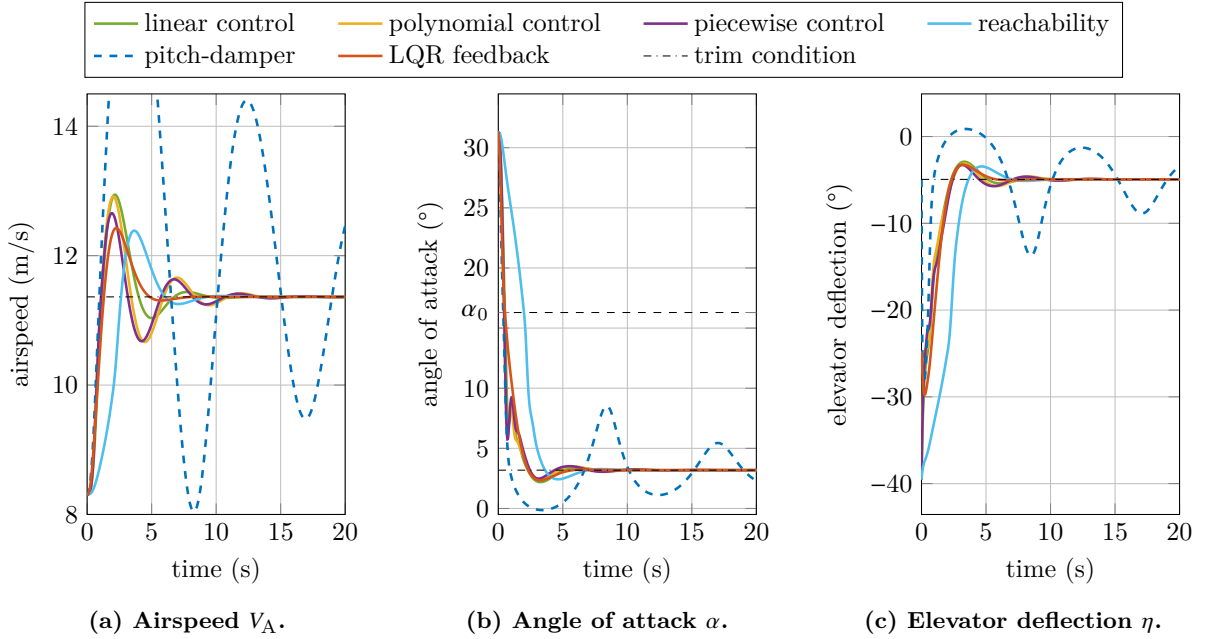 linear control polynomial control piecewise control reachability
pitch-damper LQR feedback trim condition
14
12
10
8
0 5 10 15 20
airspeed (m/s)
time (s)
(a) Airspeed V_A.
30
20
α₀
10
5
0
0 5 10 15 20
angle of attack (°)
time (s)
(b) Angle of attack α.
0
−10
−20
−30
−40
0 5 10 15 20
elevator deflection (°)
time (s)
(c) Elevator deflection η.